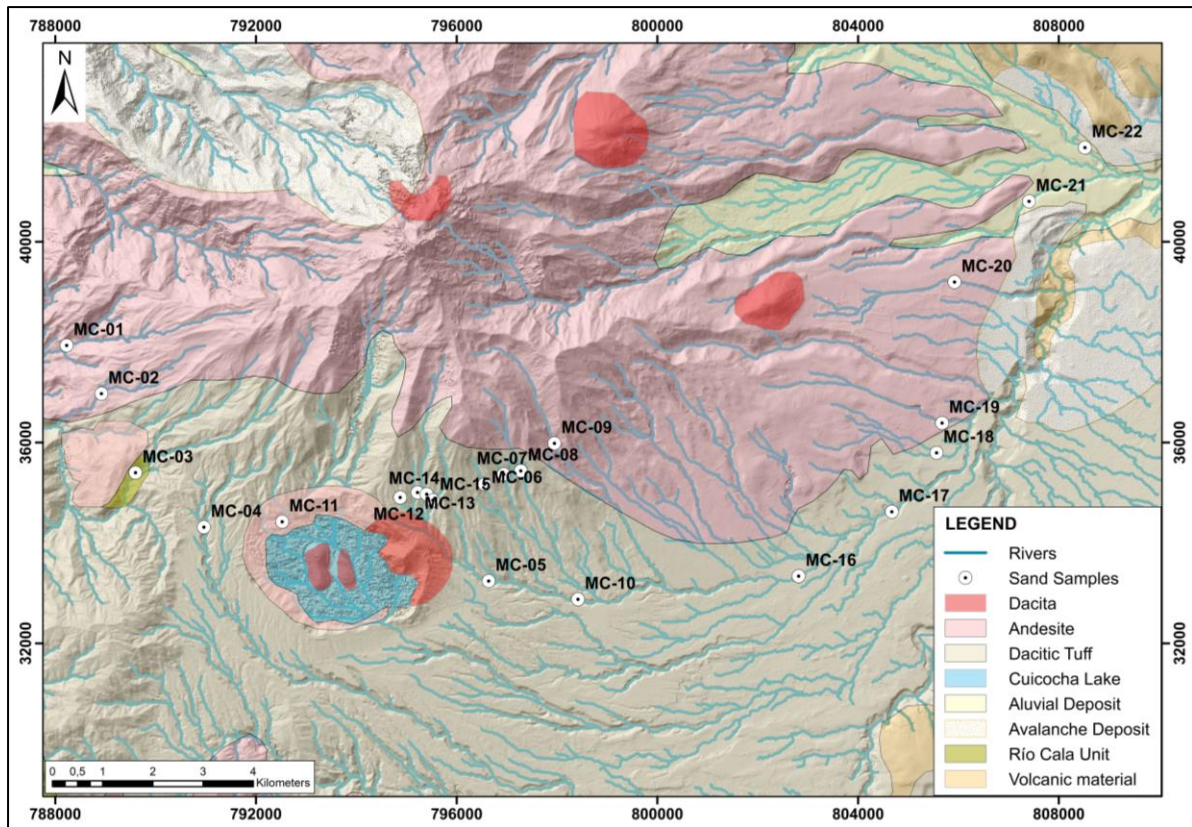 788000 792000 796000 800000 804000 808000
N
MC-22
MC-21
40000 40000
MC-20
MC-01
MC-02
MC-19
36000 MC-09 36000
MC-18
MC-07 MC-08
MC-03
MC-14 MC-15 MC-06
MC-13
MC-17
MC-04 MC-11 MC-12
MC-05 MC-16
MC-10
32000 32000
LEGEND
Rivers
Sand Samples
Dacita
Andesite
Dacitic Tuff
Cuicocha Lake
Aluvial Deposit
Avalanche Deposit
Río Cala Unit
Volcanic material
0 0,5 1 2 3 4
Kilometers
788000 792000 796000 800000 804000 808000